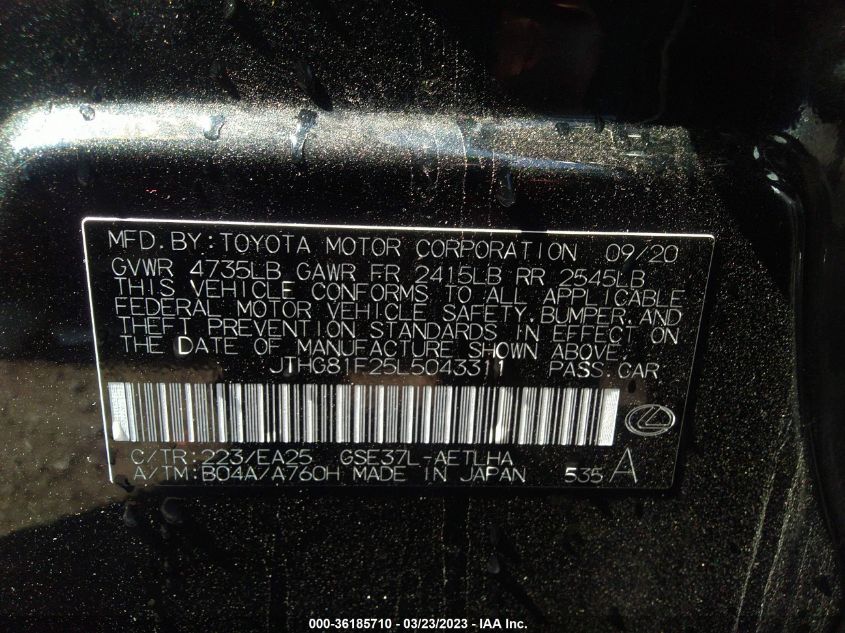 MFD. BY: TOYOTA MOTOR CORPORATION 09/20
GVWR 4735LB GAWR FR 2415LB RR 2545LB
THIS VEHICLE CONFORMS TO ALL APPLICABLE
FEDERAL MOTOR VEHICLE SAFETY, BUMPER, AND
THEFT PREVENTION STANDARDS IN EFFECT ON
THE DATE OF MANUFACTURE SHOWN ABOVE.
JTHG81F25L5043311 PASS. CAR
C/TR: 223/EA25 GSE37L-AETLHA
A/TM: B04A/A760H MADE IN JAPAN 535 A
000-36185710 - 03/23/2023 - IAA Inc.